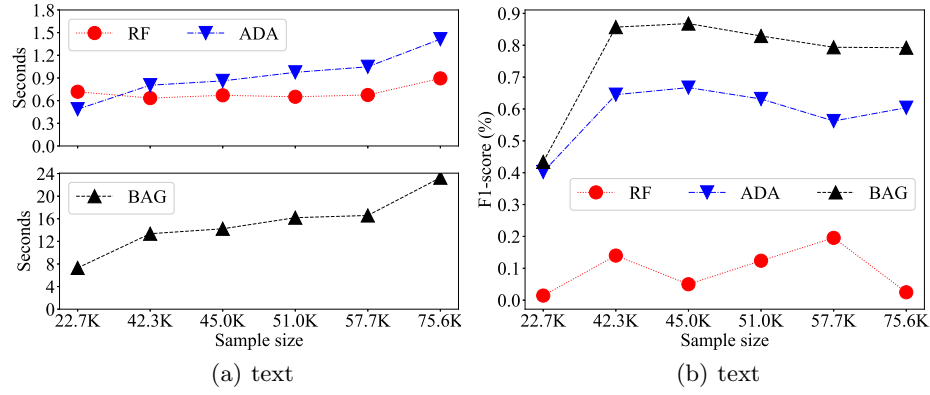 1.8
1.5
1.2
0.9
0.6
0.3
0.0
Seconds
RF
ADA
24
20
16
12
8
4
0
Seconds
BAG
22.7K 42.3K 45.0K 51.0K 57.7K 75.6K
Sample size
(a) text
0.9
0.8
0.7
0.6
0.5
0.4
0.3
0.2
0.1
0.0
F1-score (%)
RF
ADA
BAG
22.7K 42.3K 45.0K 51.0K 57.7K 75.6K
Sample size
(b) text